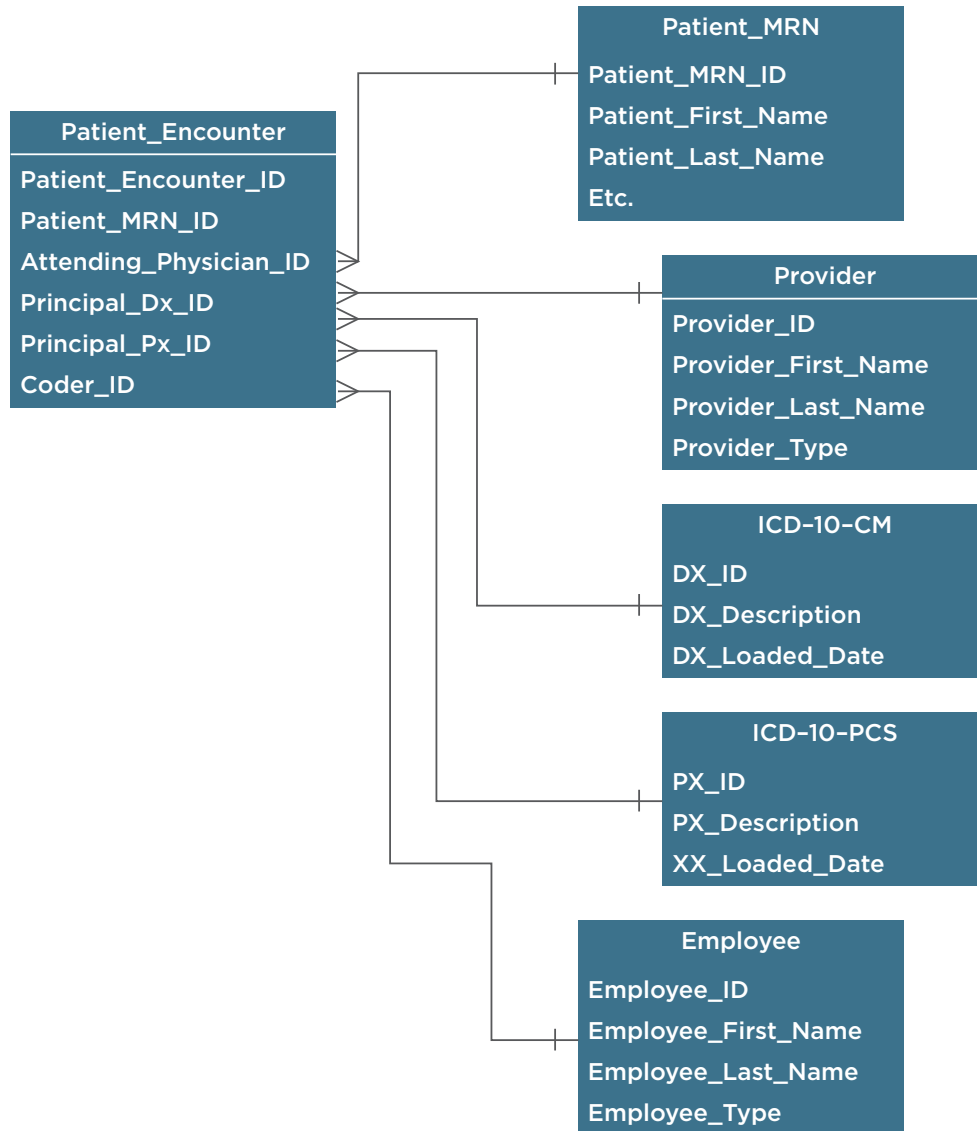 Patient_Encounter
Patient_Encounter_ID
Patient_MRN_ID
Attending_Physician_ID
Principal_Dx_ID
Principal_Px_ID
Coder_ID
Patient_MRN
Patient_MRN_ID
Patient_First_Name
Patient_Last_Name
Etc.
Provider
Provider_ID
Provider_First_Name
Provider_Last_Name
Provider_Type
ICD–10–CM
DX_ID
DX_Description
DX_Loaded_Date
ICD–10–PCS
PX_ID
PX_Description
XX_Loaded_Date
Employee
Employee_ID
Employee_First_Name
Employee_Last_Name
Employee_Type